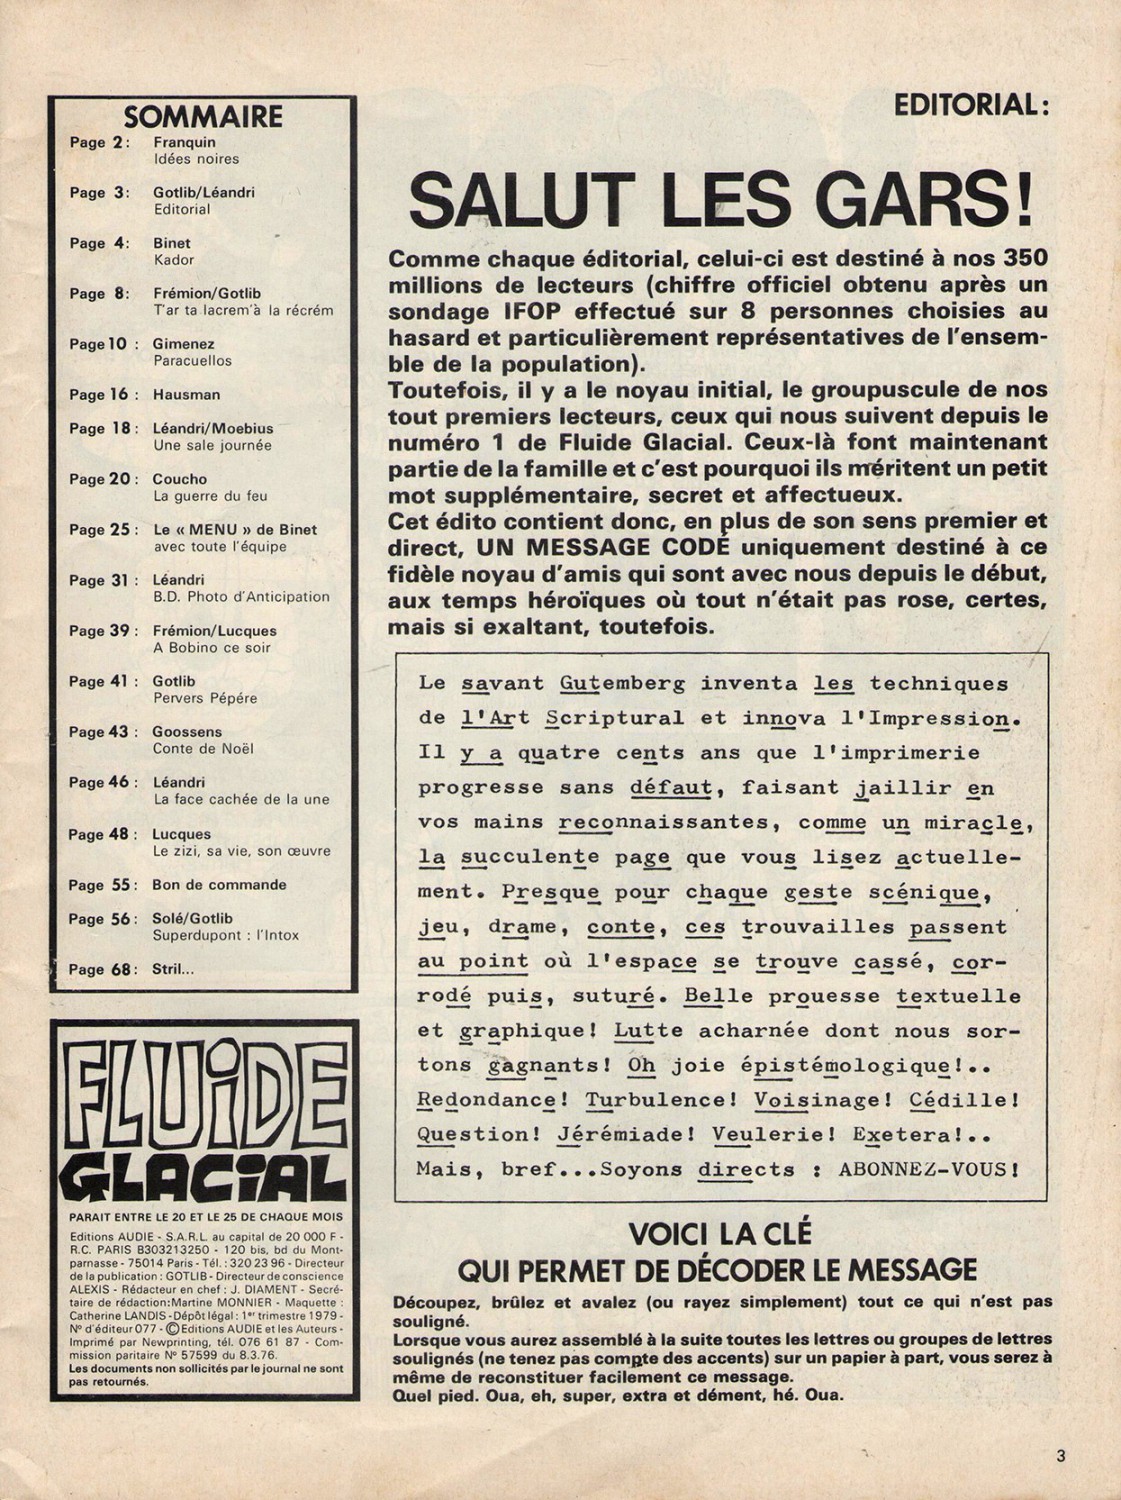 SOMMAIRE
Page 2 : Franquin
Idées noires
Page 3 : Gotlib/Léandri
Editorial
Page 4 : Binet
Kador
Page 8 : Frémion/Gotlib
T'ar ta lacrem'à la récrém
Page 10 : Gimenez
Paracuellos
Page 16 : Hausman
Page 18 : Léandri/Moebius
Une sale journée
Page 20 : Coucho
La guerre du feu
Page 25 : Le « MENU » de Binet
avec toute l'équipe
Page 31 : Léandri
B.D. Photo d'Anticipation
Page 39 : Frémion/Lucques
A Bobino ce soir
Page 41 : Gotlib
Pervers Pépére
Page 43 : Goossens
Conte de Noël
Page 46 : Léandri
La face cachée de la une
Page 48 : Lucques
Le zizi, sa vie, son œuvre
Page 55 : Bon de commande
Page 56 : Solé/Gotlib
Superdupont : l'Intox
Page 68 : Stril...
FLUiDE
GLACiAL
PARAIT ENTRE LE 20 ET LE 25 DE CHAQUE MOIS
Editions AUDIE - S.A.R.L. au capital de 20 000 F -
R.C. PARIS B303213250 - 120 bis, bd du Mont-
parnasse - 75014 Paris - Tél. : 320 23 96 - Directeur
de la publication : GOTLIB - Directeur de conscience
ALEXIS - Rédacteur en chef : J. DIAMENT - Secré-
taire de rédaction: Martine MONNIER - Maquette :
Catherine LANDIS - Dépôt légal : 1er trimestre 1979 -
N° d'éditeur 077 - © Editions AUDIE et les Auteurs -
Imprimé par Newprinting, tél. 076 61 87 - Com-
mission paritaire N° 57599 du 8.3.76.
Les documents non sollicités par le journal ne sont
pas retournés.
EDITORIAL :
SALUT LES GARS !
Comme chaque éditorial, celui-ci est destiné à nos 350
millions de lecteurs (chiffre officiel obtenu après un
sondage IFOP effectué sur 8 personnes choisies au
hasard et particulièrement représentatives de l'ensem-
ble de la population).
Toutefois, il y a le noyau initial, le groupuscule de nos
tout premiers lecteurs, ceux qui nous suivent depuis le
numéro 1 de Fluide Glacial. Ceux-là font maintenant
partie de la famille et c'est pourquoi ils méritent un petit
mot supplémentaire, secret et affectueux.
Cet édito contient donc, en plus de son sens premier et
direct, UN MESSAGE CODÉ uniquement destiné à ce
fidèle noyau d'amis qui sont avec nous depuis le début,
aux temps héroïques où tout n'était pas rose, certes,
mais si exaltant, toutefois.
Le savant Gutemberg inventa les techniques
de l'Art Scriptural et innova l'Impression.
Il y a quatre cents ans que l'imprimerie
progresse sans défaut, faisant jaillir en
vos mains reconnaissantes, comme un miracle,
la succulente page que vous lisez actuelle-
ment. Presque pour chaque geste scénique,
jeu, drame, conte, ces trouvailles passent
au point où l'espace se trouve cassé, cor-
rodé puis, suturé. Belle prouesse textuelle
et graphique! Lutte acharnée dont nous sor-
tons gagnants! Oh joie épistémologique!..
Redondance! Turbulence! Voisinage! Cédille!
Question! Jérémiade! Veulerie! Exetera!..
Mais, bref...Soyons directs : ABONNEZ-VOUS!
VOICI LA CLÉ
QUI PERMET DE DÉCODER LE MESSAGE
Découpez, brûlez et avalez (ou rayez simplement) tout ce qui n'est pas
souligné.
Lorsque vous aurez assemblé à la suite toutes les lettres ou groupes de lettres
soulignés (ne tenez pas compte des accents) sur un papier à part, vous serez à
même de reconstituer facilement ce message.
Quel pied. Oua, eh, super, extra et dément, hé. Oua.
3